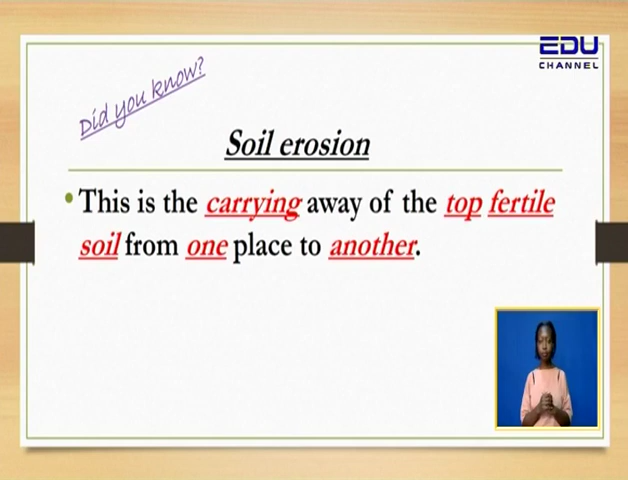 EDU
CHANNEL
Did you know?
Soil erosion
•This is the carrying away of the top fertile
soil from one place to another.